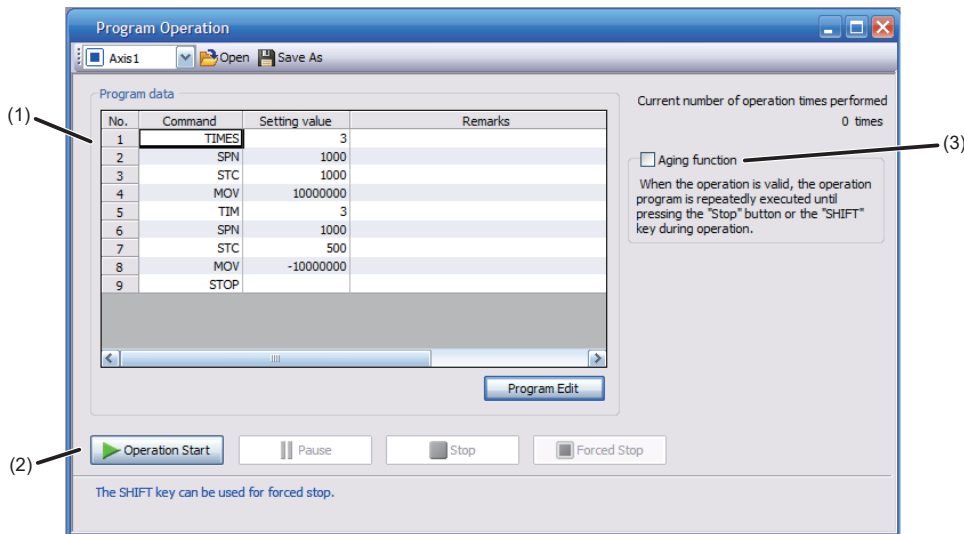 Program Operation
Axis1 Open Save As
Program data
No. Command Setting value Remarks
1 TIMES 3
2 SPN 1000
3 STC 1000
4 MOV 10000000
5 TIM 3
6 SPN 1000
7 STC 500
8 MOV -10000000
9 STOP
Program Edit
Current number of operation times performed
0 times
Aging function
When the operation is valid, the operation
program is repeatedly executed until
pressing the "Stop" button or the "SHIFT"
key during operation.
Operation Start Pause Stop Forced Stop
The SHIFT key can be used for forced stop.
(1)
(2)
(3)